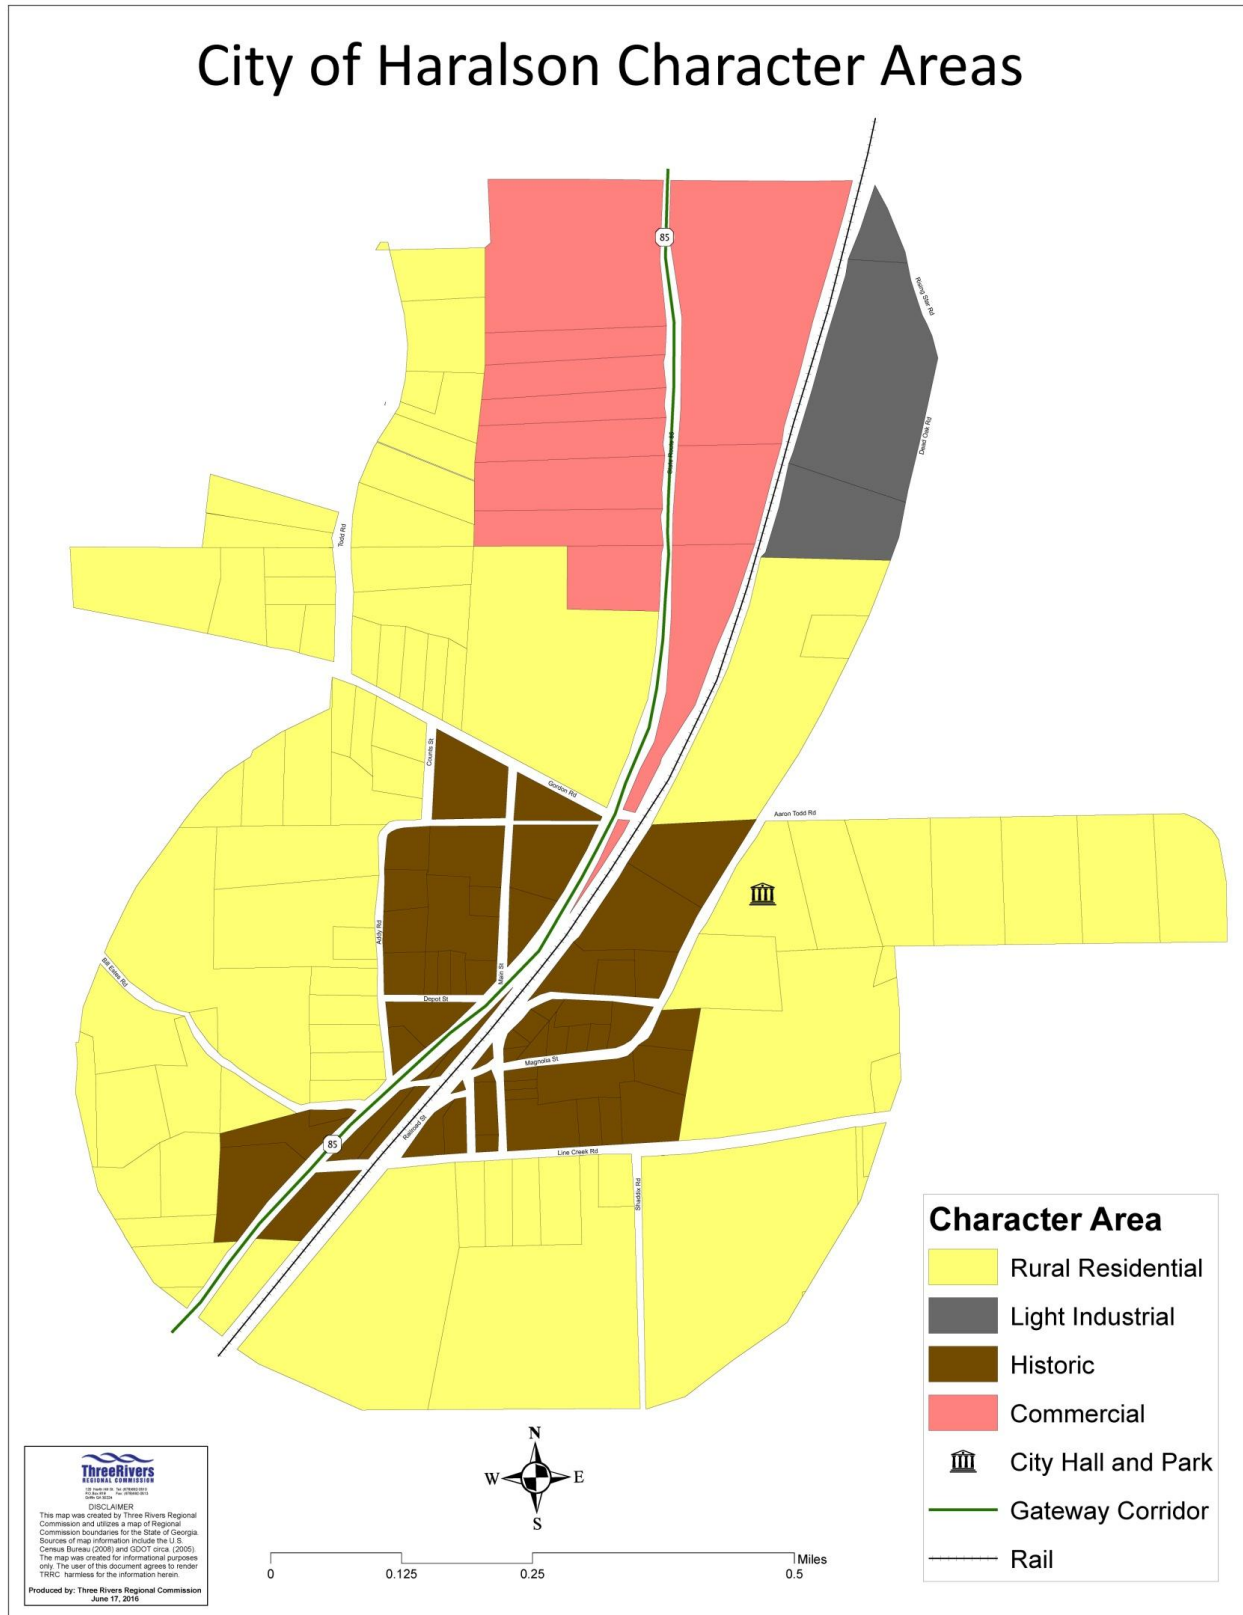 City of Haralson Character Areas
85
Rising Star Rd
Dead Oak Rd
State Route 85
Todd Rd
Counts St
Gordon Rd
Aaron Todd Rd
Addy Rd
Main St
Bill Estes Rd
Depot St
Magnolia St
Railroad St
85
Line Creek Rd
Shaddix Rd
Character Area
Rural Residential
Light Industrial
Historic
Commercial
City Hall and Park
Gateway Corridor
Rail
N
W
E
S
0
0.125
0.25
0.5
Miles
ThreeRivers
REGIONAL COMMISSION
DISCLAIMER
This map was created by Three Rivers Regional
Commission and utilizes a map of Regional
Commission boundaries for the State of Georgia.
Sources of map information include the U.S.
Census Bureau (2008) and GDOT circa. (2005).
The map was created for informational purposes
only. The user of this document agrees to render
TRRC harmless for the information herein.
Produced by: Three Rivers Regional Commission
June 17, 2016